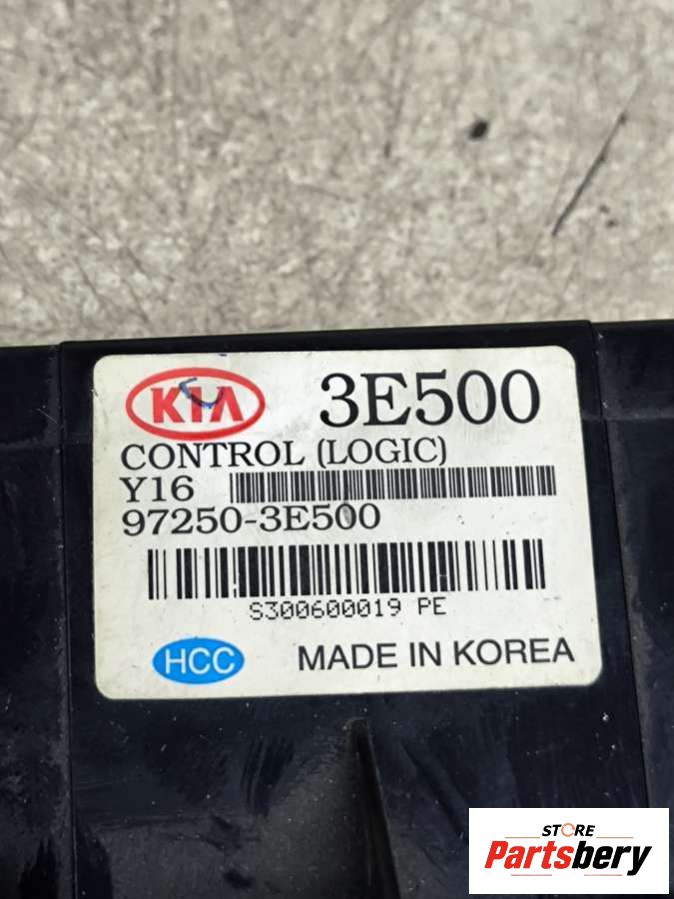 KIA 3E500
CONTROL (LOGIC)
Y16
97250-3E500
S300600019 PE
HCC MADE IN KOREA
STORE
Partsbery